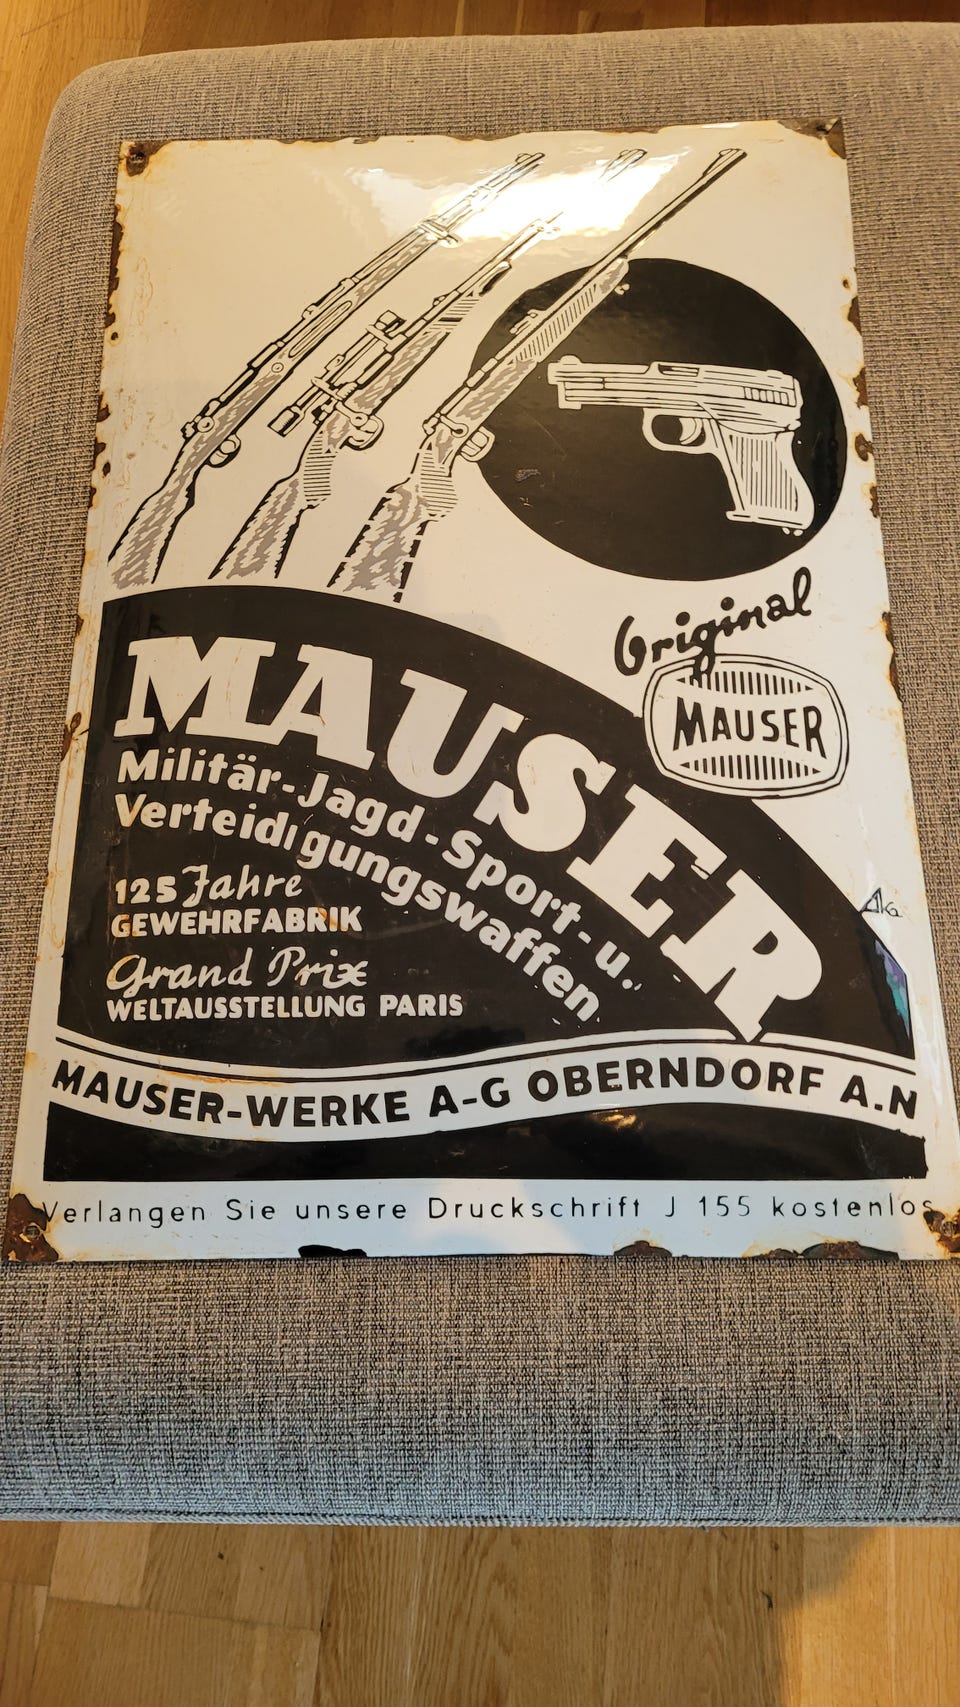 Original
MAUSER
MAUSER
Militär-Jagd-Sport-u.
Verteidigungswaffen
125 Jahre
GEWEHRFABRIK
Grand Prix
WELTAUSSTELLUNG PARIS
MAUSER-WERKE A-G OBERNDORF A.N
Verlangen Sie unsere Druckschrift J 155 kostenlos